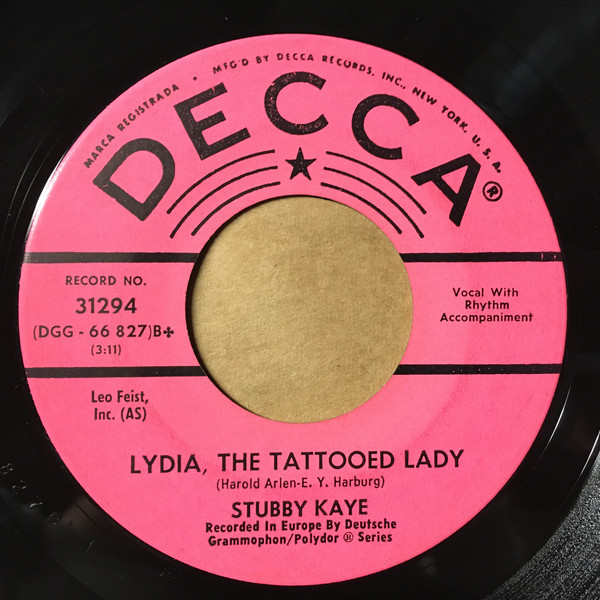 MARCA REGISTRADA • MFG'D BY DECCA RECORDS, INC., NEW YORK, U. S. A.
DECCA®
RECORD NO.
31294
(DGG - 66 827)B✢
(3:11)
Vocal With
Rhythm
Accompaniment
Leo Feist,
Inc. (AS)
LYDIA, THE TATTOOED LADY
(Harold Arlen-E. Y. Harburg)
STUBBY KAYE
Recorded In Europe By Deutsche
Grammophon/Polydor ® Series